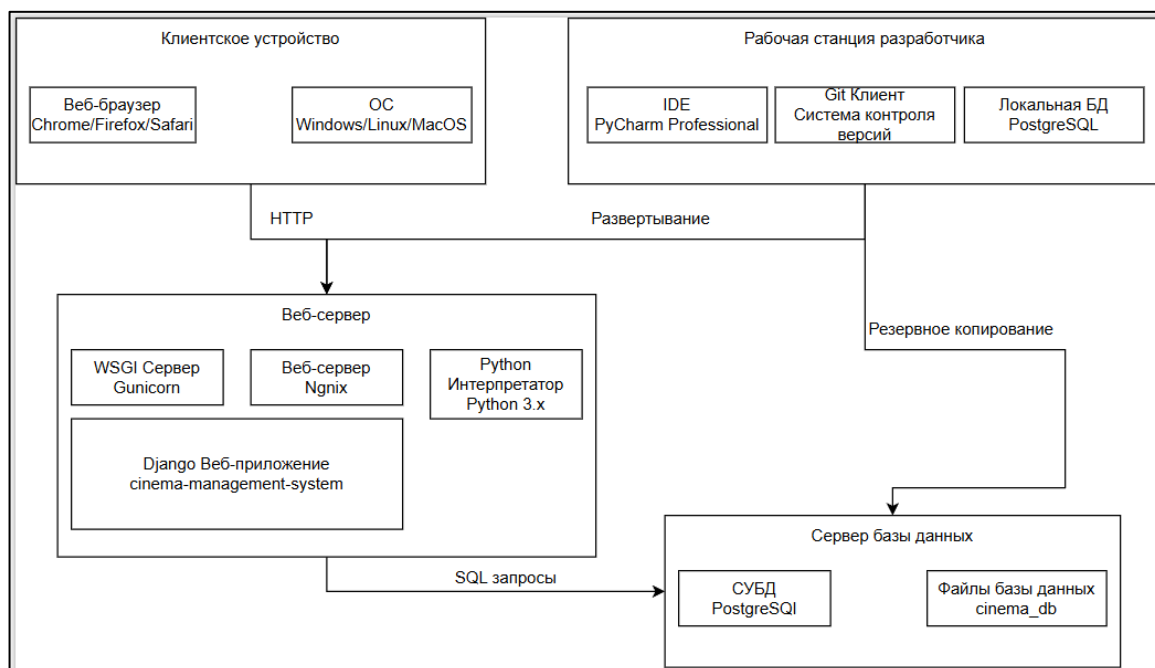 Клиентское устройство
Веб-браузер
Chrome/Firefox/Safari
ОС
Windows/Linux/MacOS
Рабочая станция разработчика
IDE
PyCharm Professional
Git Клиент
Система контроля
версий
Локальная БД
PostgreSQL
HTTP
Развертывание
Резервное копирование
Веб-сервер
WSGI Сервер
Gunicorn
Веб-сервер
Ngnix
Python
Интерпретатор
Python 3.x
Django Веб-приложение
cinema-management-system
SQL запросы
Сервер базы данных
СУБД
PostgreSQl
Файлы базы данных
cinema_db